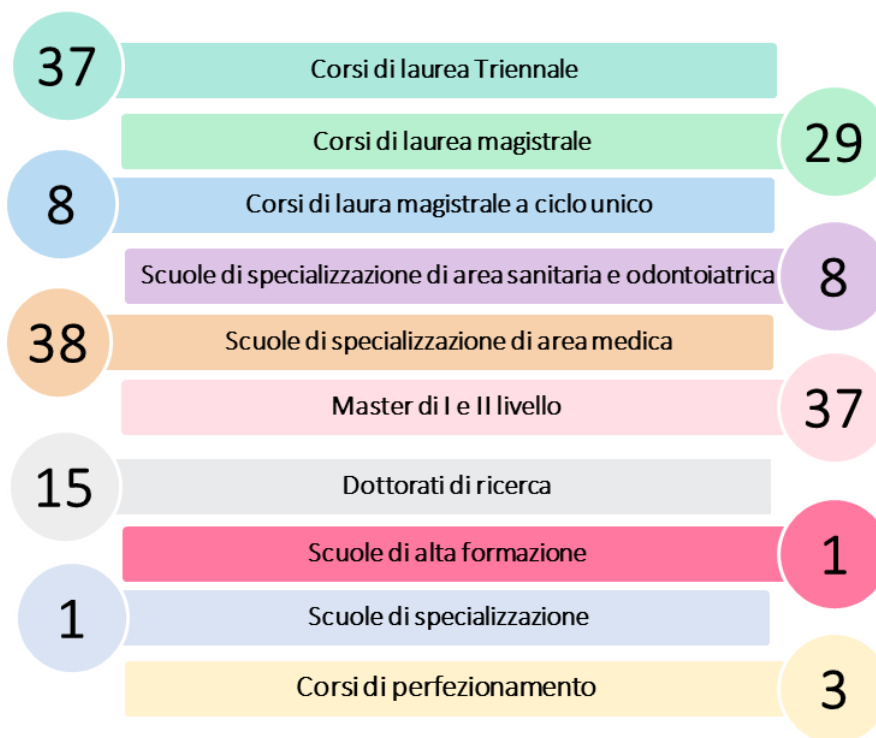 37 Corsi di laurea Triennale
Corsi di laurea magistrale 29
8 Corsi di laura magistrale a ciclo unico
Scuole di specializzazione di area sanitaria e odontoiatrica 8
38 Scuole di specializzazione di area medica
Master di I e II livello 37
15 Dottorati di ricerca
Scuole di alta formazione 1
1 Scuole di specializzazione
Corsi di perfezionamento 3